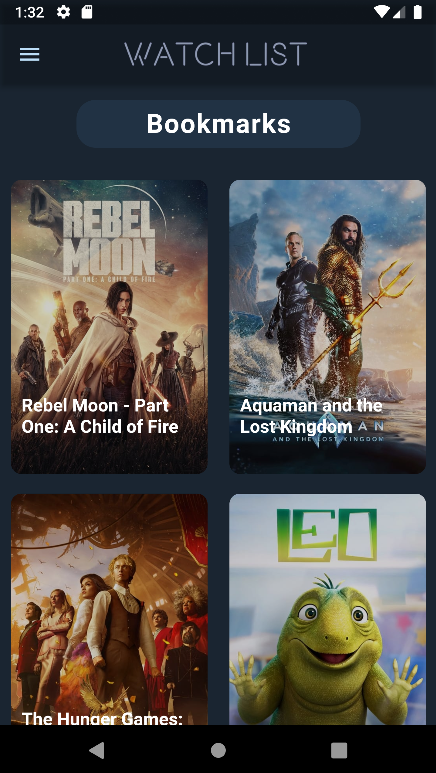 1:32
WATCH LIST
Bookmarks
REBEL
MOON
PART ONE: A CHILD OF FIRE
Rebel Moon - Part
One: A Child of Fire
Aquaman and the
Lost Kingdom
AND THE LOST KINGDOM
The Hunger Games:
LEO